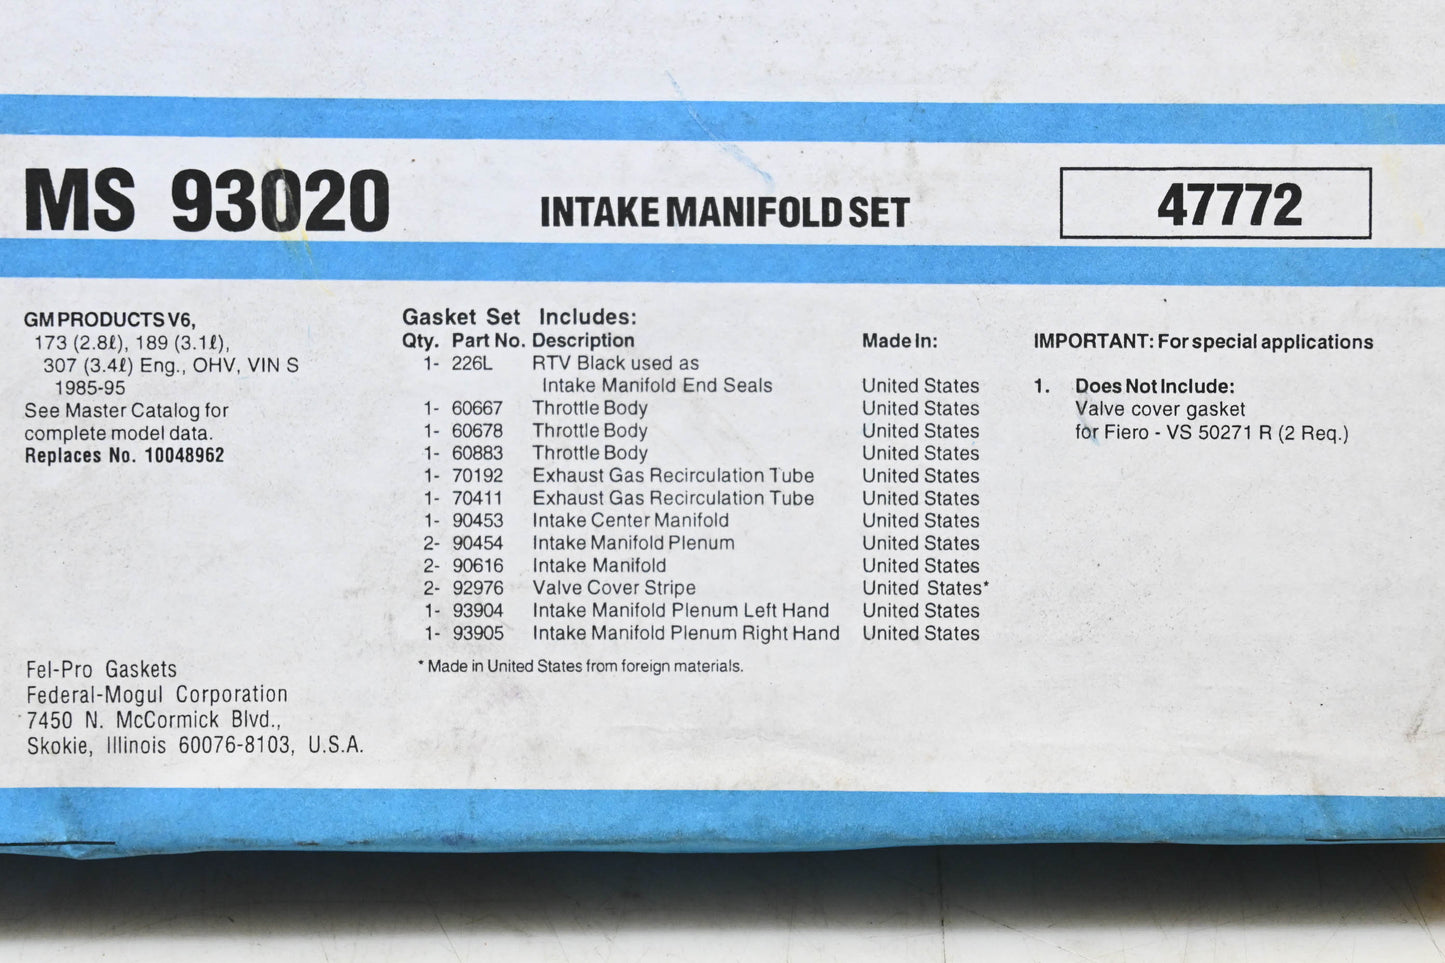 MS 93020 INTAKE MANIFOLD SET 47772
GM PRODUCTS V6,
173 (2.8ℓ), 189 (3.1ℓ),
307 (3.4ℓ) Eng., OHV, VIN S
1985-95
See Master Catalog for
complete model data.
Replaces No. 10048962
Gasket Set Includes:
Qty. Part No. Description Made In:
1- 226L RTV Black used as
Intake Manifold End Seals United States
1- 60667 Throttle Body United States
1- 60678 Throttle Body United States
1- 60883 Throttle Body United States
1- 70192 Exhaust Gas Recirculation Tube United States
1- 70411 Exhaust Gas Recirculation Tube United States
1- 90453 Intake Center Manifold United States
2- 90454 Intake Manifold Plenum United States
2- 90616 Intake Manifold United States
2- 92976 Valve Cover Stripe United States*
1- 93904 Intake Manifold Plenum Left Hand United States
1- 93905 Intake Manifold Plenum Right Hand United States
* Made in United States from foreign materials.
IMPORTANT: For special applications
1. Does Not Include:
Valve cover gasket
for Fiero - VS 50271 R (2 Req.)
Fel-Pro Gaskets
Federal-Mogul Corporation
7450 N. McCormick Blvd.,
Skokie, Illinois 60076-8103, U.S.A.